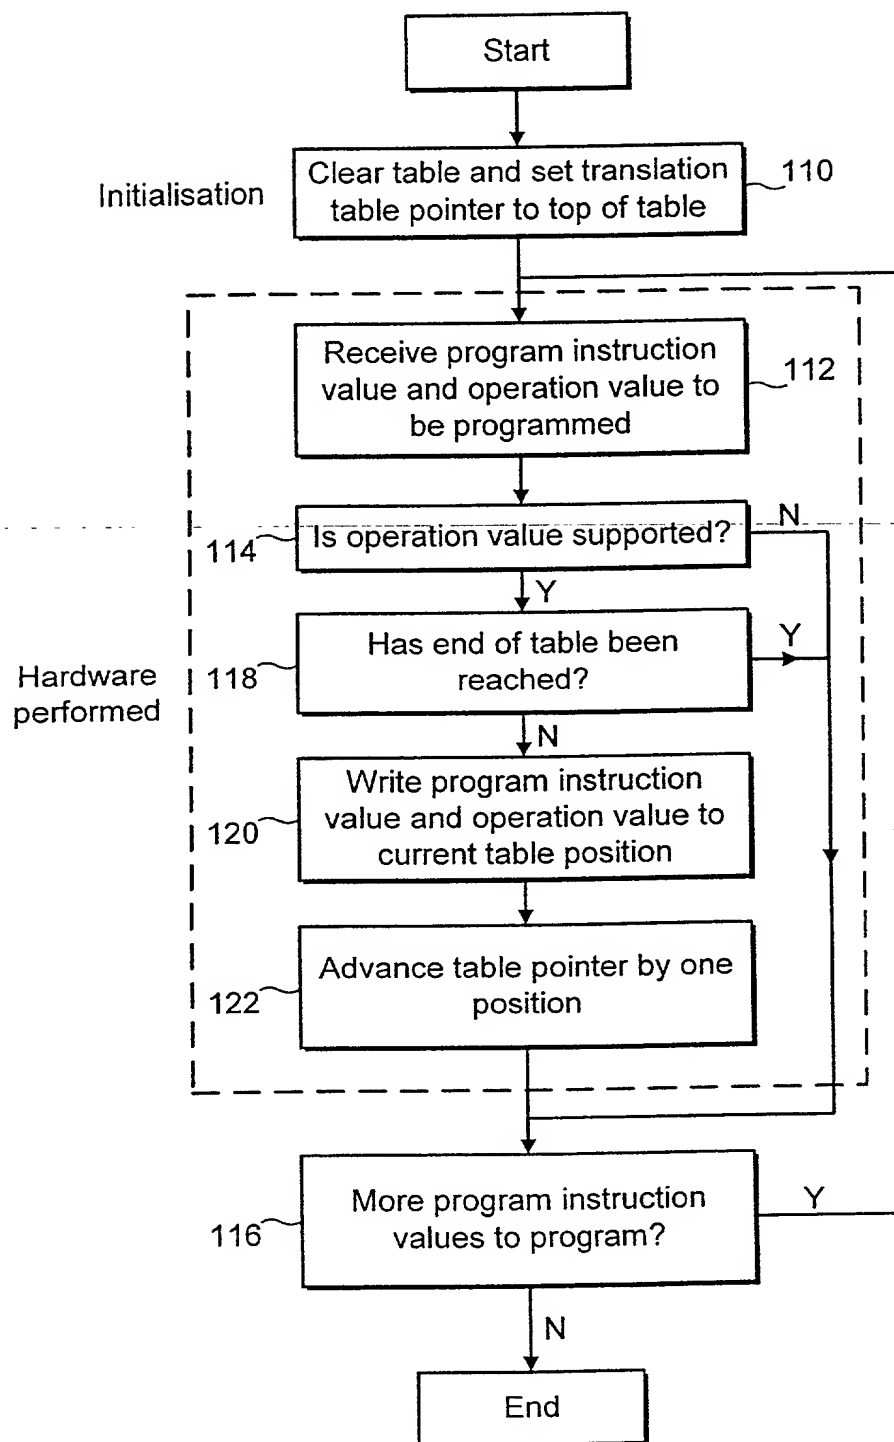 Start
Initialisation
Clear table and set translation
table pointer to top of table
110
Receive program instruction
value and operation value to
be programmed
112
114
Is operation value supported?
N
Y
Hardware
performed
118
Has end of table been
reached?
Y
N
120
Write program instruction
value and operation value to
current table position
122
Advance table pointer by one
position
116
More program instruction
values to program?
Y
N
End